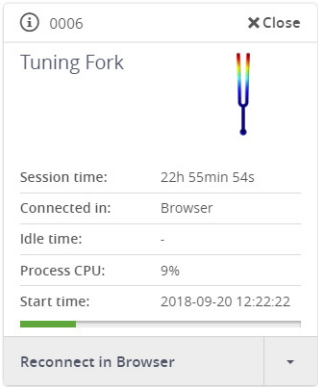 0006 Close
Tuning Fork
Session time: 22h 55min 54s
Connected in: Browser
Idle time: -
Process CPU: 9%
Start time: 2018-09-20 12:22:22
Reconnect in Browser